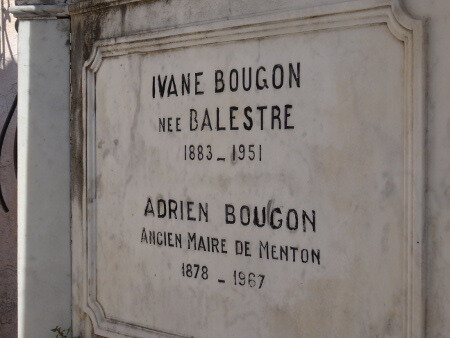 IVANE BOUGON
NEE BALESTRE
1883-1951
ADRIEN BOUGON
ANCIEN MAIRE DE MENTON
1878-1967